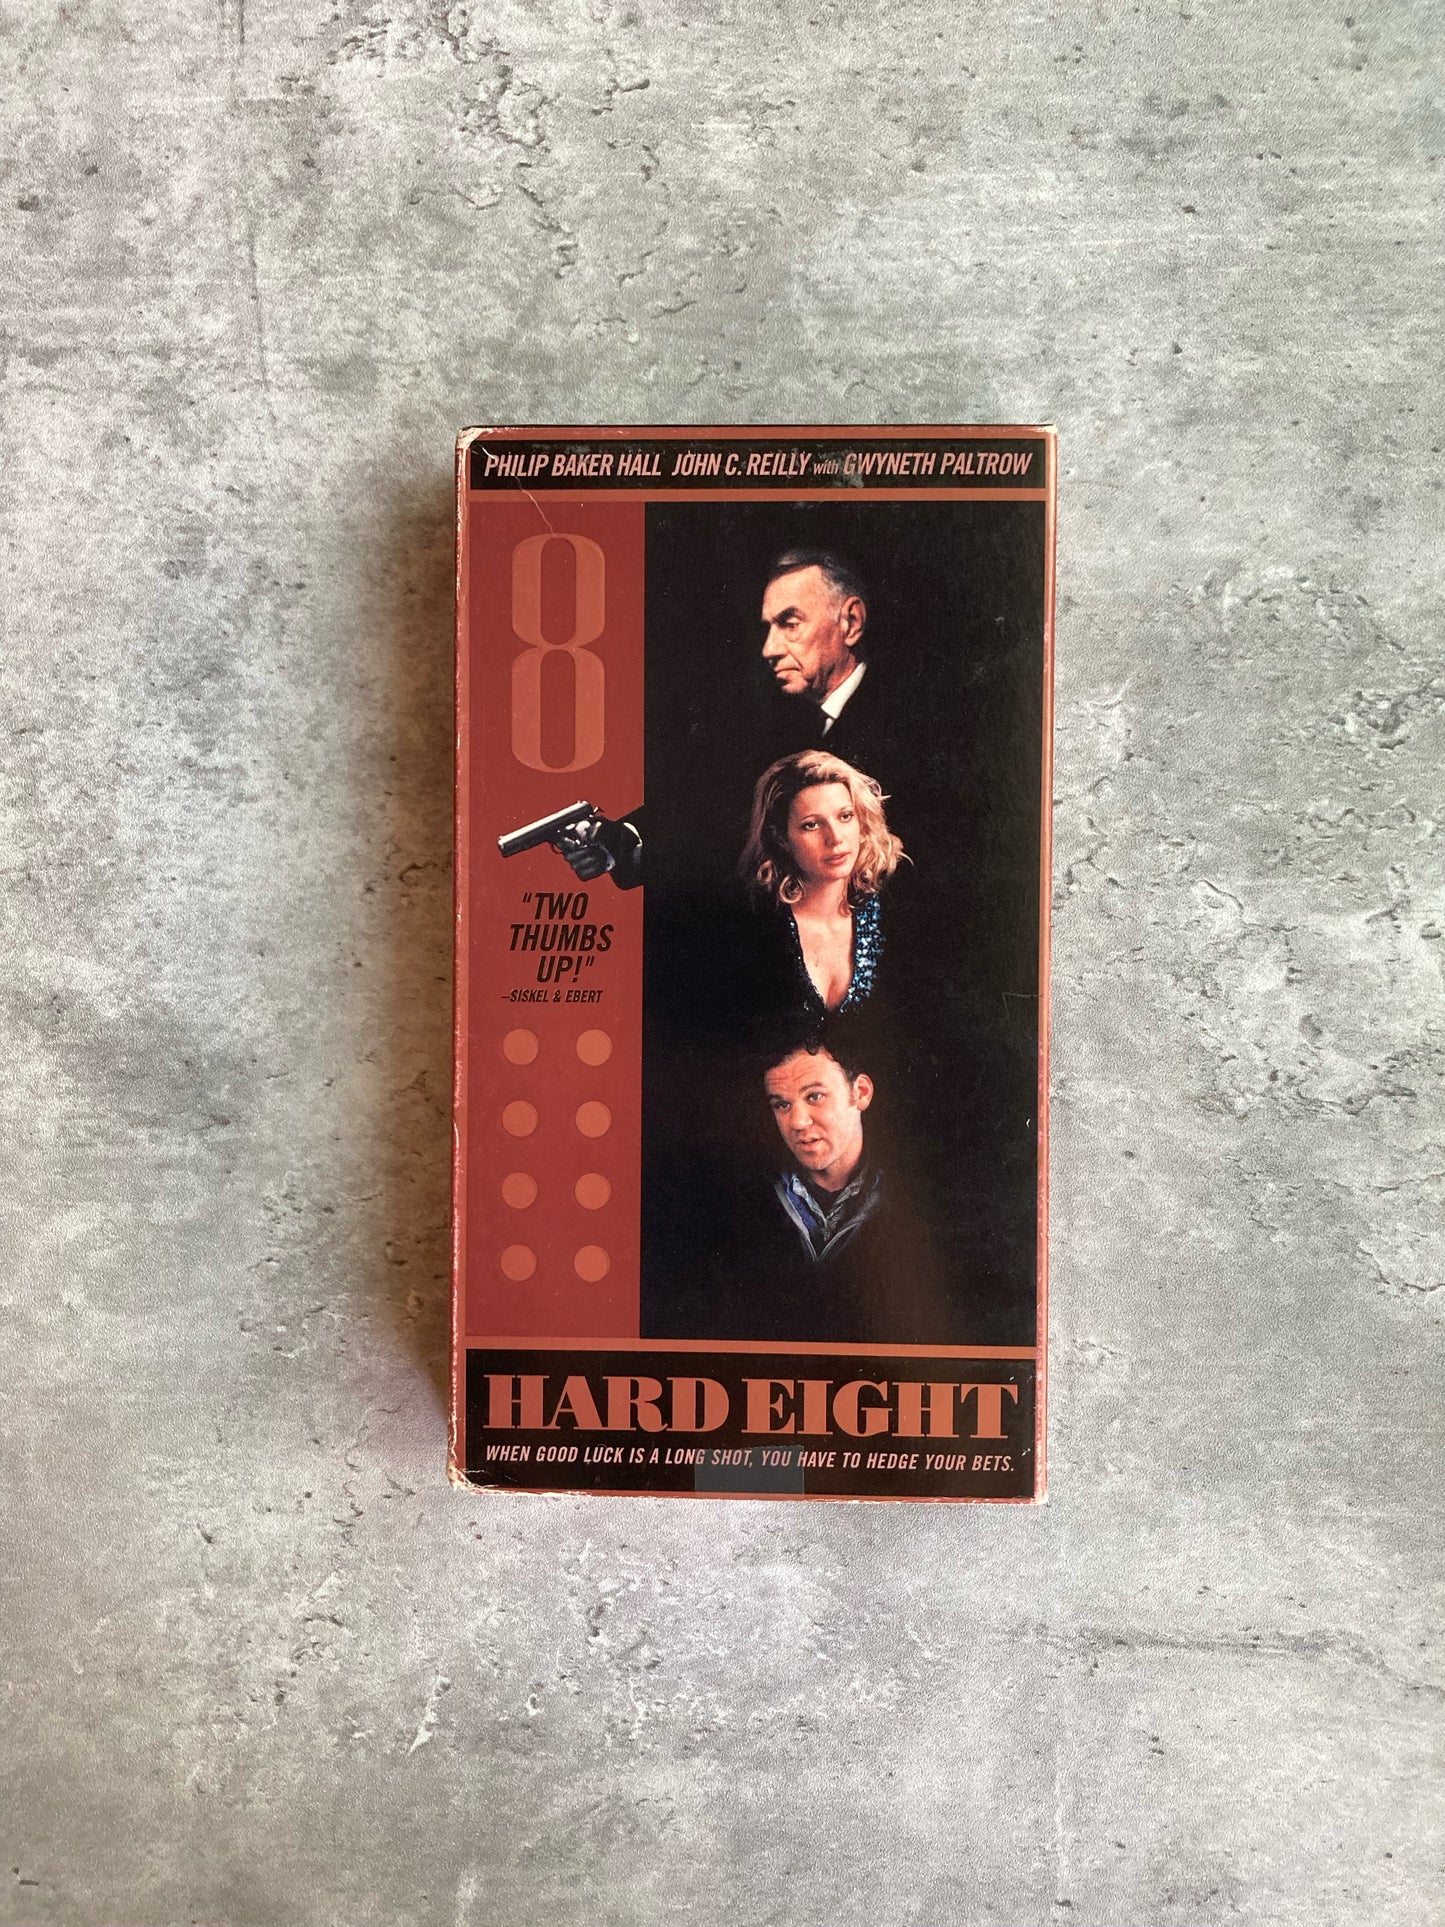 PHILIP BAKER HALL JOHN C. REILLY with GWYNETH PALTROW
8
"TWO
THUMBS
UP!"
–SISKEL & EBERT
HARD EIGHT
WHEN GOOD LUCK IS A LONG SHOT, YOU HAVE TO HEDGE YOUR BETS.